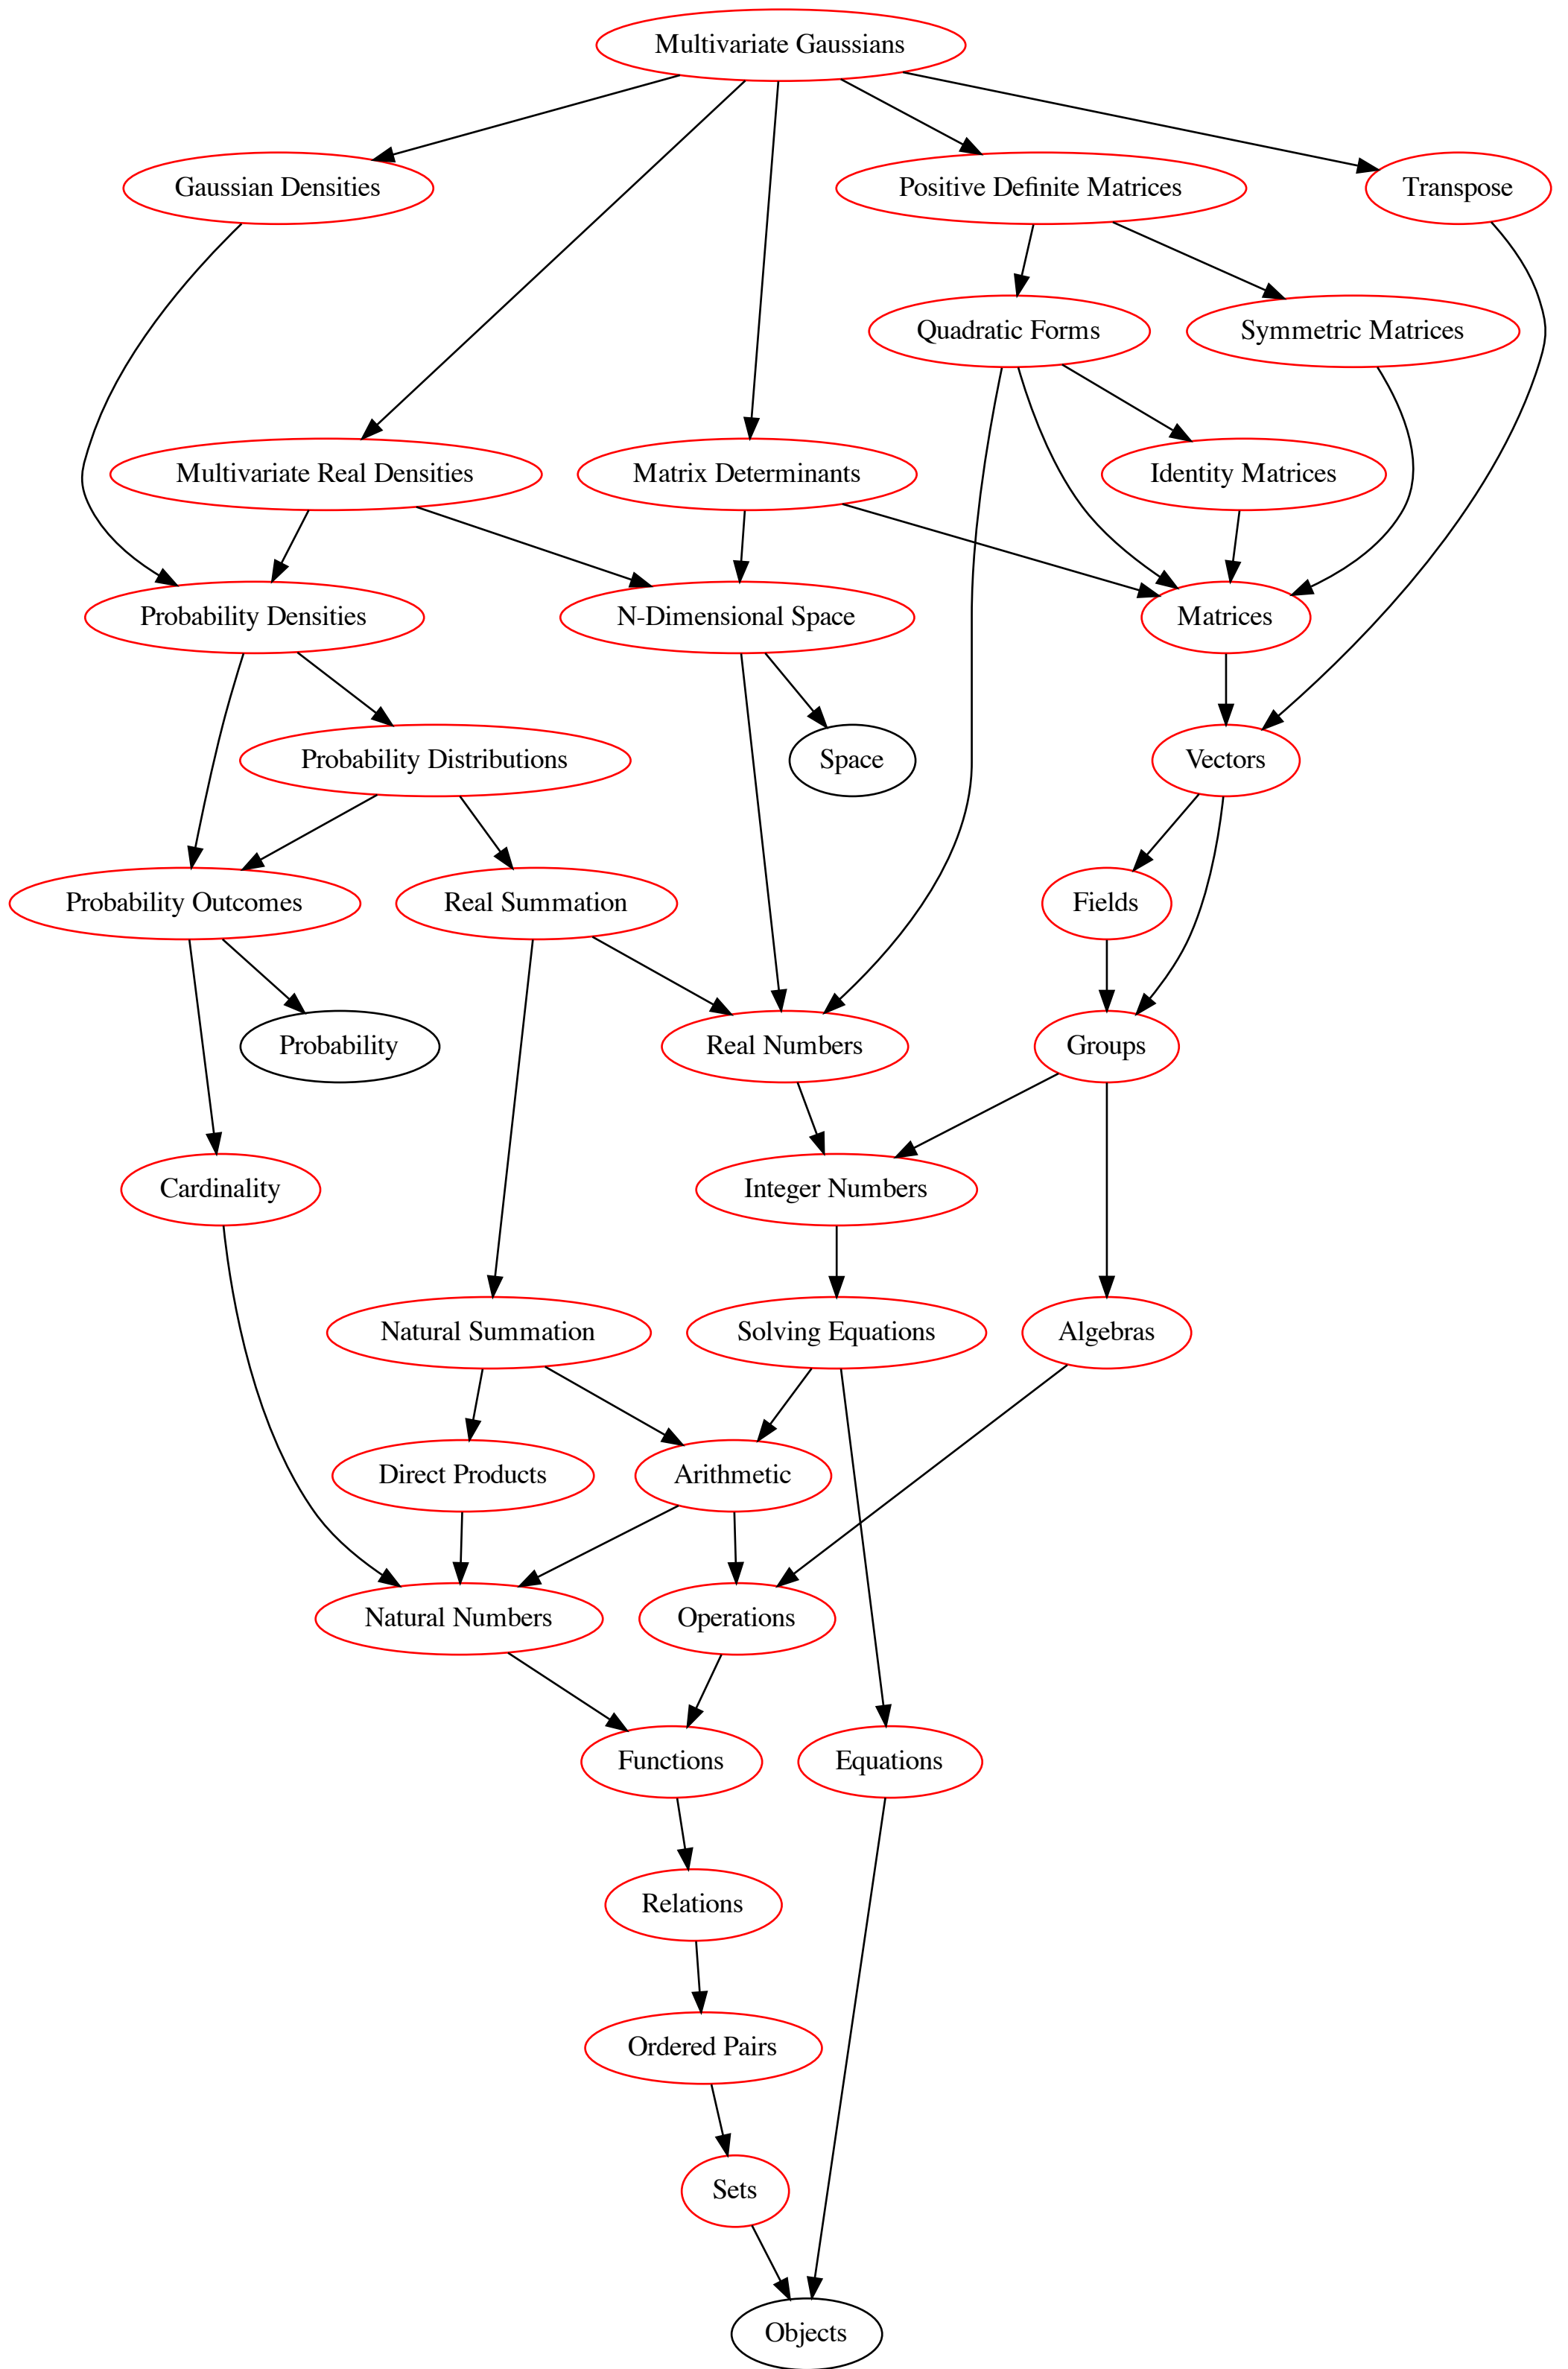 Multivariate Gaussians
Gaussian Densities
Positive Definite Matrices
Transpose
Quadratic Forms
Symmetric Matrices
Multivariate Real Densities
Matrix Determinants
Identity Matrices
Probability Densities
N-Dimensional Space
Matrices
Probability Distributions
Space
Vectors
Probability Outcomes
Real Summation
Fields
Probability
Real Numbers
Groups
Cardinality
Integer Numbers
Natural Summation
Solving Equations
Algebras
Direct Products
Arithmetic
Natural Numbers
Operations
Functions
Equations
Relations
Ordered Pairs
Sets
Objects